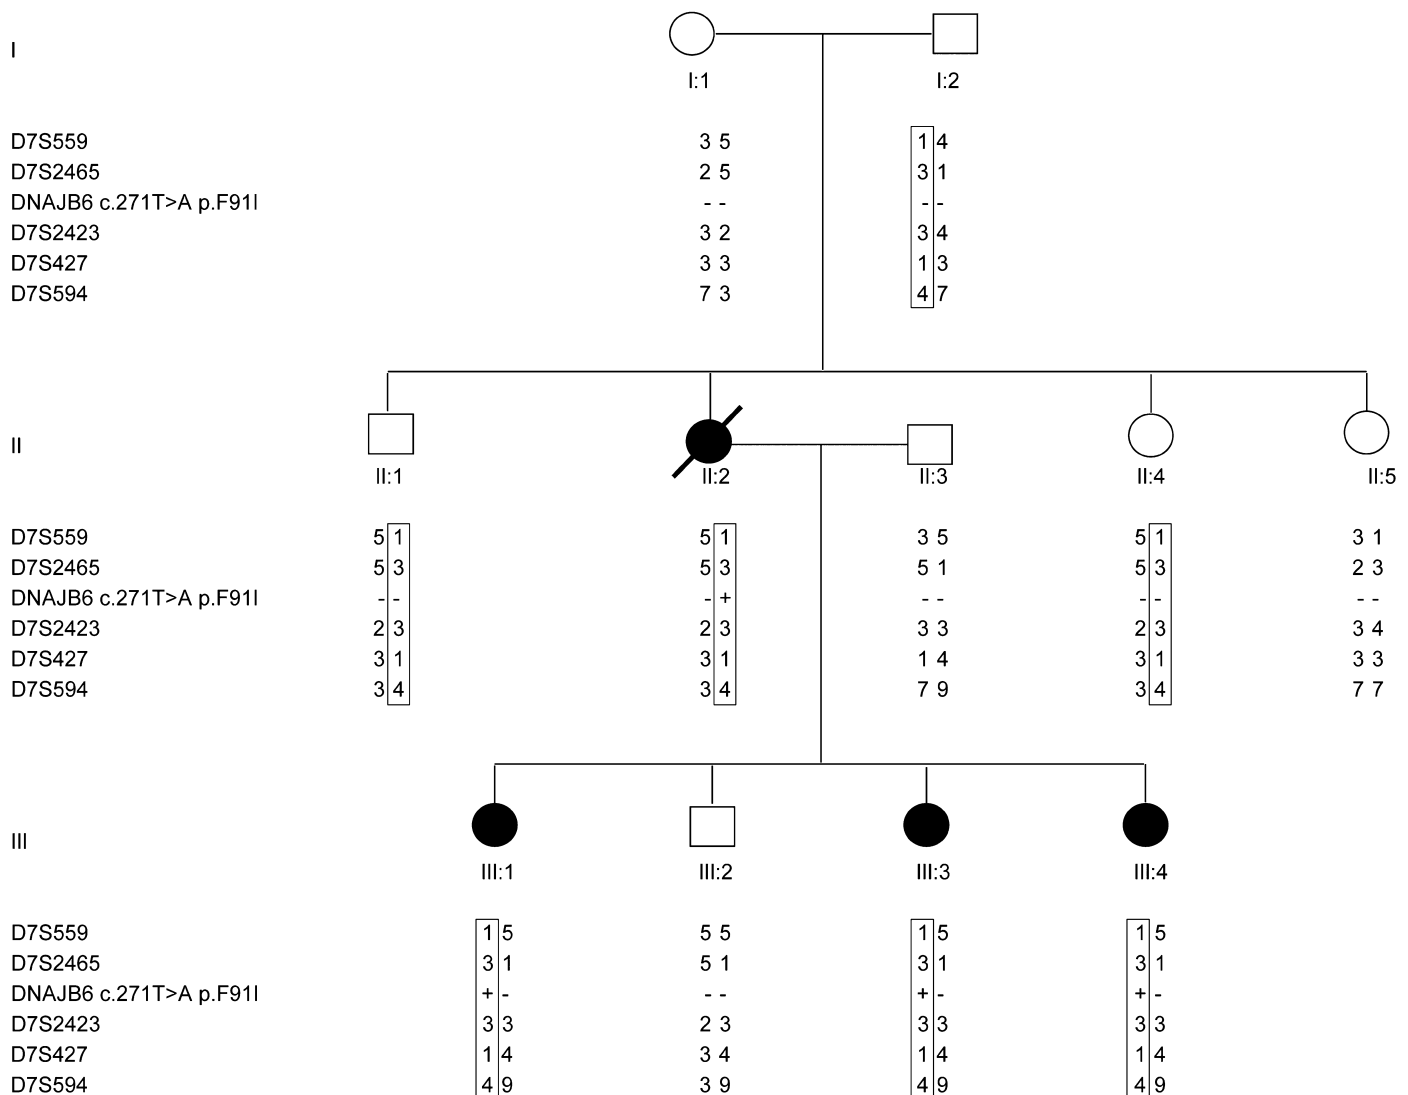 I
I:1 I:2
D7S559 3 5 1 4
D7S2465 2 5 3 1
DNAJB6 c.271T>A p.F91I - - - -
D7S2423 3 2 3 4
D7S427 3 3 1 3
D7S594 7 3 4 7
II
II:1 II:2 II:3 II:4 II:5
D7S559 5 1 5 1 3 5 5 1 3 1
D7S2465 5 3 5 3 5 1 5 3 2 3
DNAJB6 c.271T>A p.F91I - - - + - - - - - -
D7S2423 2 3 2 3 3 3 2 3 3 4
D7S427 3 1 3 1 1 4 3 1 3 3
D7S594 3 4 3 4 7 9 3 4 7 7
III
III:1 III:2 III:3 III:4
D7S559 1 5 5 5 1 5 1 5
D7S2465 3 1 5 1 3 1 3 1
DNAJB6 c.271T>A p.F91I + - - - + - + -
D7S2423 3 3 2 3 3 3 3 3
D7S427 1 4 3 4 1 4 1 4
D7S594 4 9 3 9 4 9 4 9